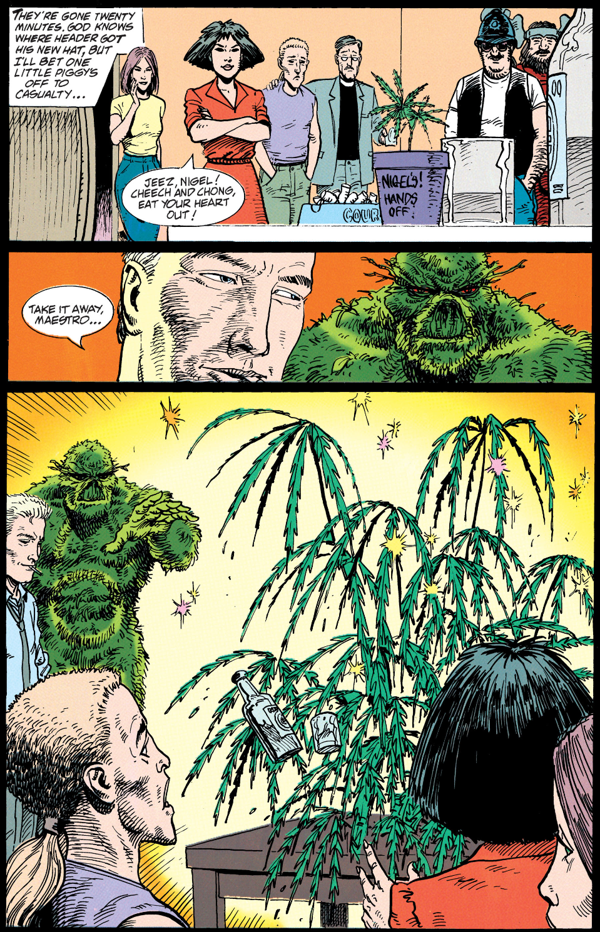 THEY'RE GONE TWENTY
MINUTES, GOD KNOWS
WHERE HEADER GOT
HIS NEW HAT, BUT
I'LL BET ONE
LITTLE PIGGY'S
OFF TO
CASUALTY...
JEEZ, NIGEL!
CHEECH AND CHONG,
EAT YOUR HEART
OUT!
COUR
NIGEL'S!
HANDS
OFF.
TAKE IT AWAY,
MAESTRO...